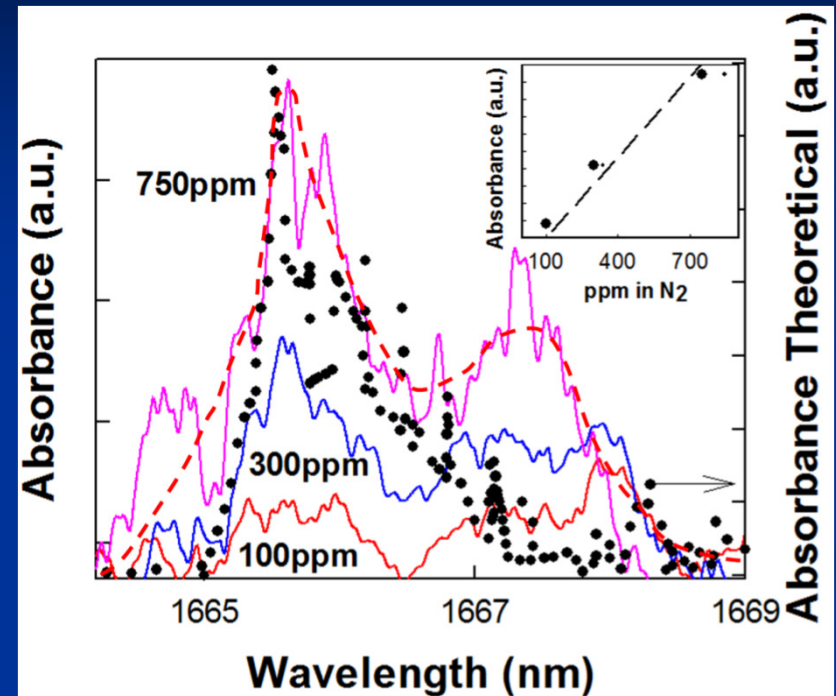 Absorbance (a.u.)
750ppm
300ppm
100ppm
Absorbance (a.u.)
100 400 700
ppm in N2
Absorbance Theoretical (a.u.)
1665 1667 1669
Wavelength (nm)